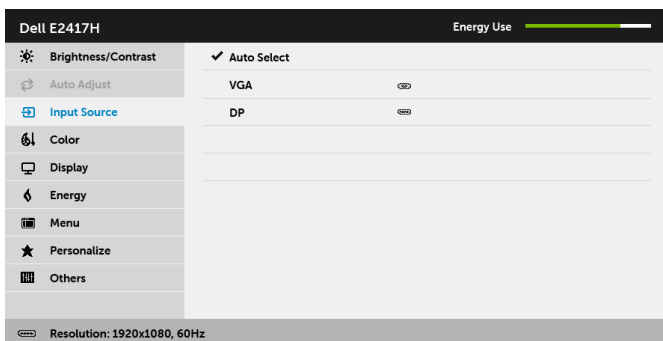 Dell E2417H Energy Use
Brightness/Contrast Auto Select
Auto Adjust VGA
Input Source DP
Color
Display
Energy
Menu
Personalize
Others
Resolution: 1920x1080, 60Hz